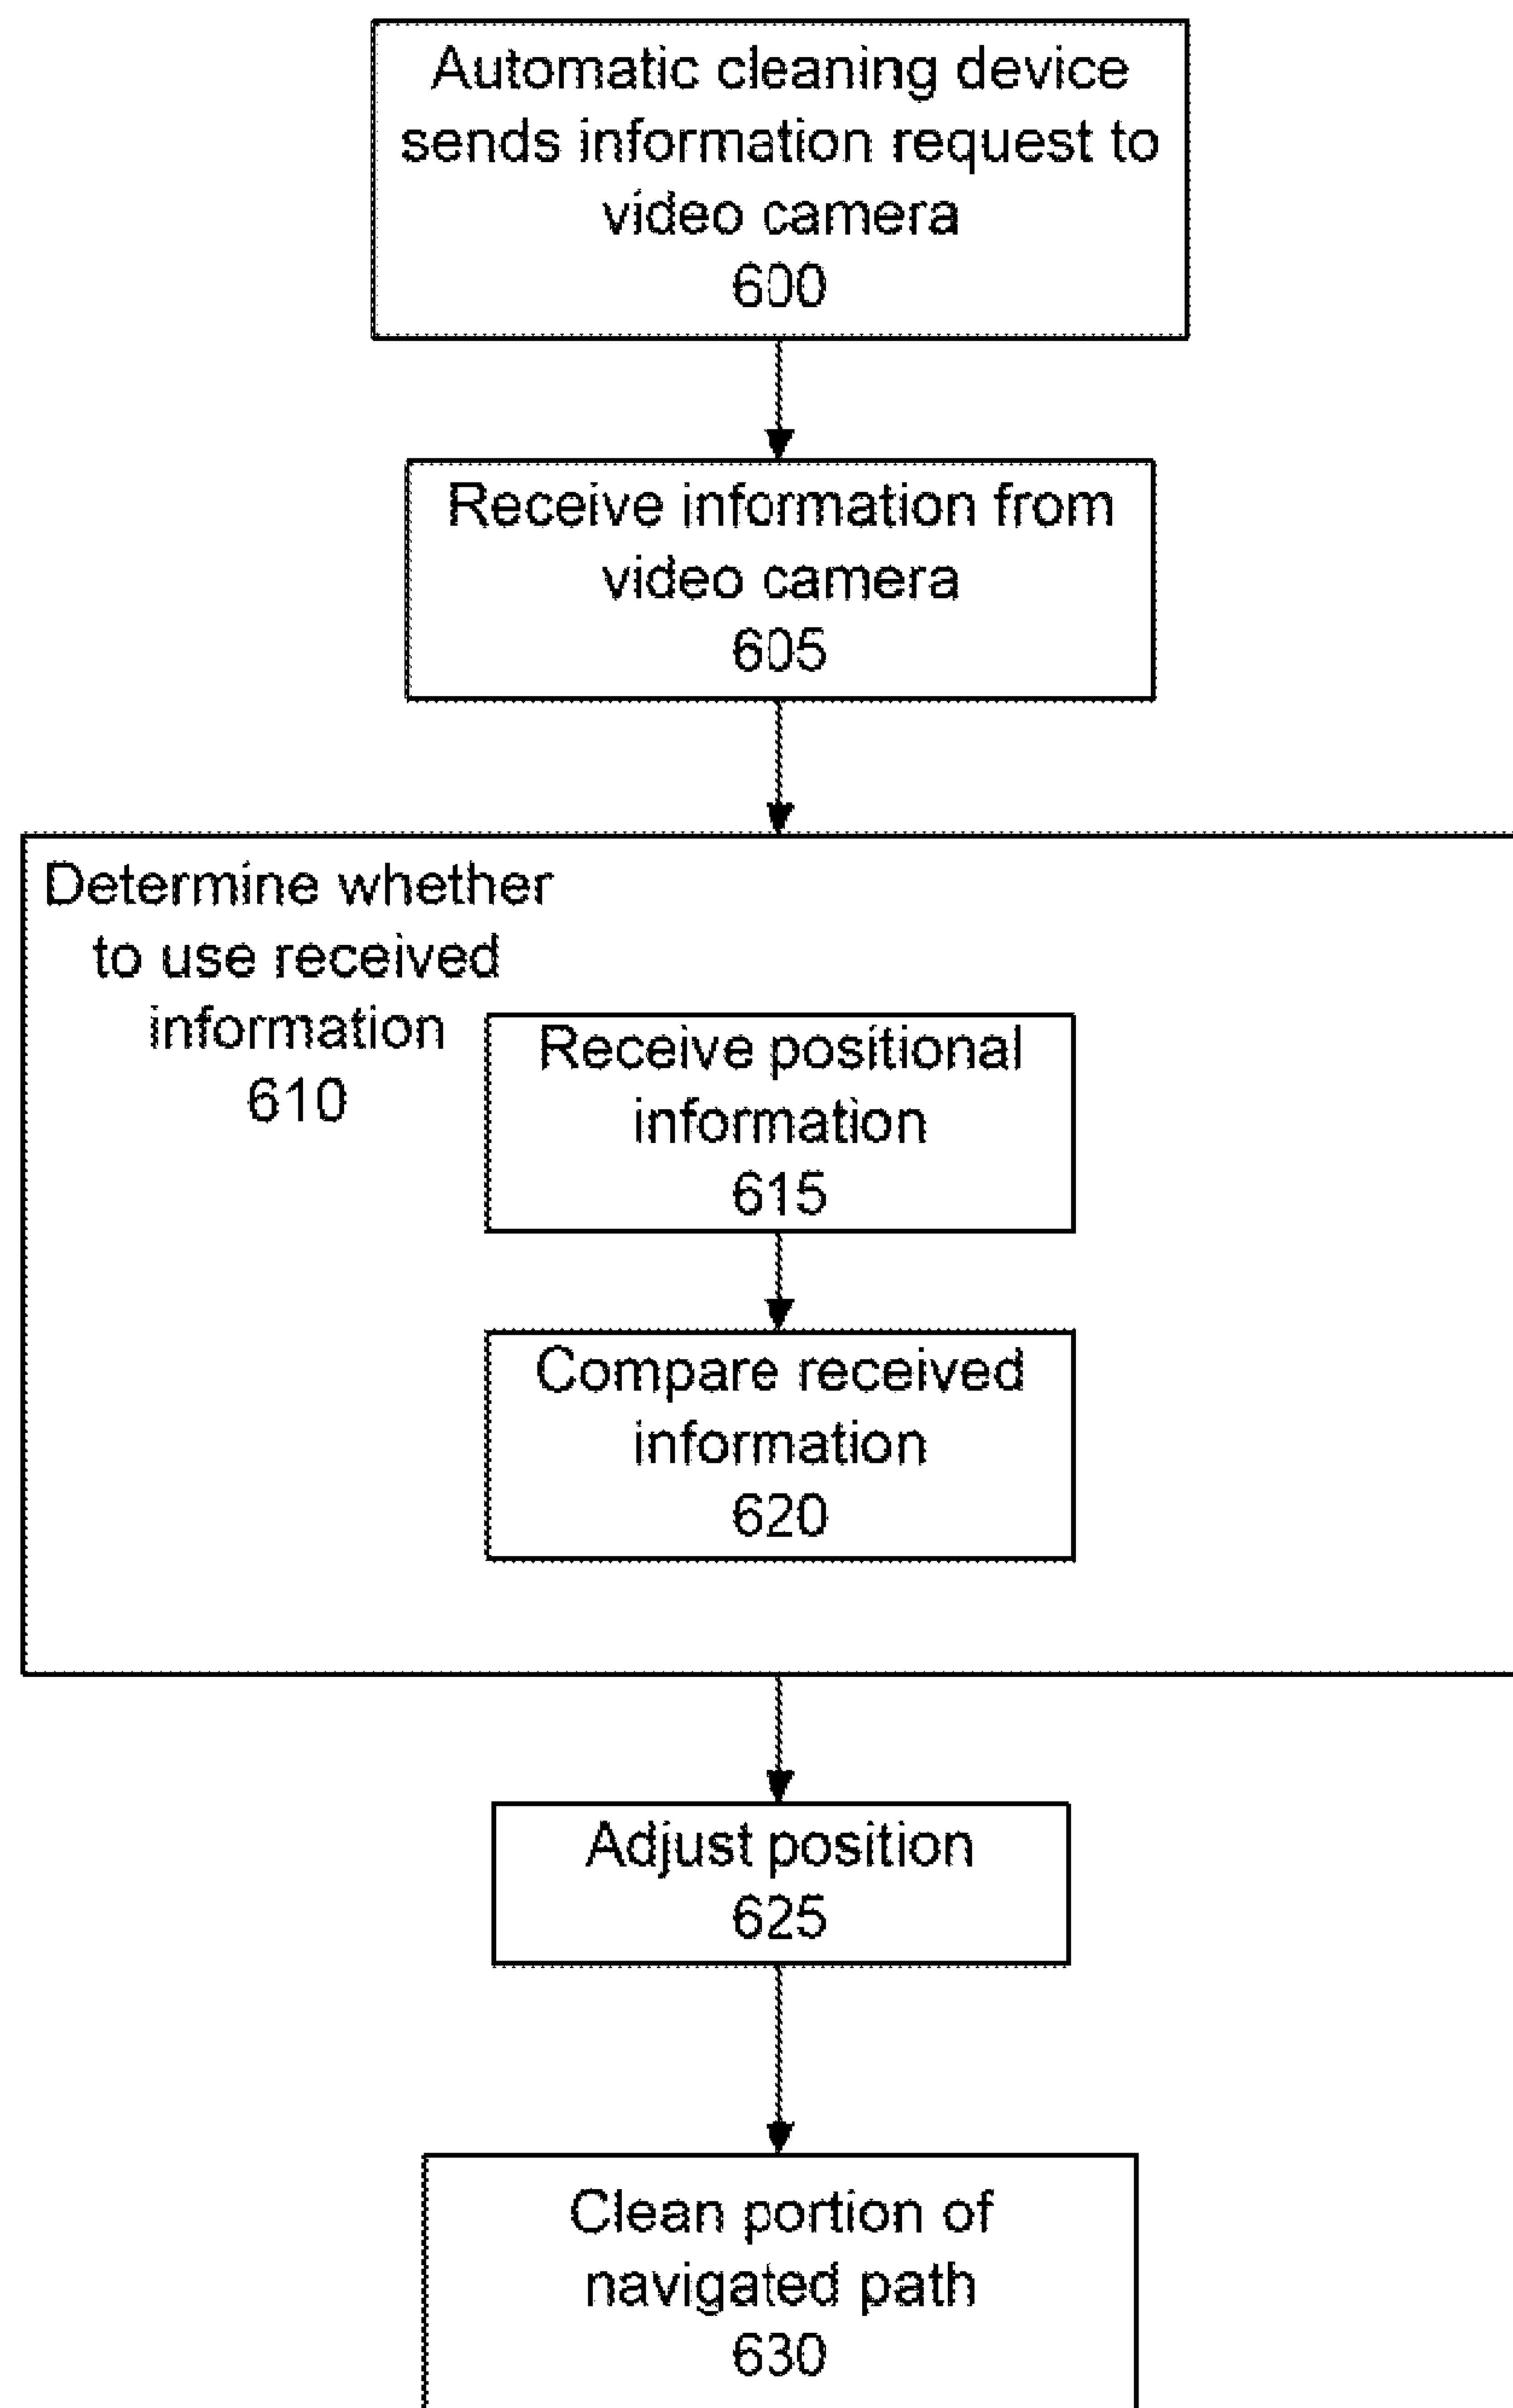 Automatic cleaning device
sends information request to
video camera
600
Receive information from
video camera
605
Determine whether
to use received
information
610
Receive positional
information
615
Compare received
information
620
Adjust position
625
Clean portion of
navigated path
630